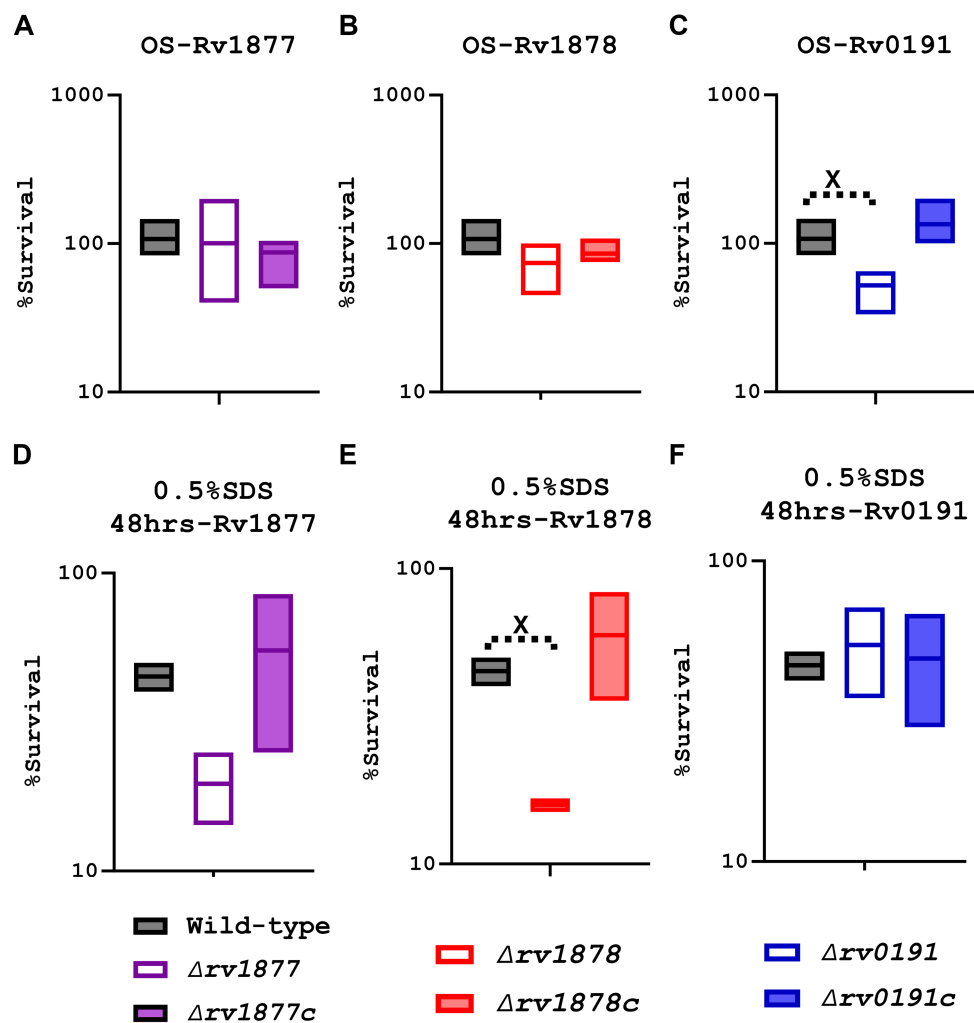 A
OS-Rv1877
1000
100
10
%Survival
B
OS-Rv1878
1000
100
10
%Survival
C
OS-Rv0191
1000
100
10
%Survival
X
D
0.5%SDS
48hrs-Rv1877
100
10
%Survival
E
0.5%SDS
48hrs-Rv1878
100
10
%Survival
X
F
0.5%SDS
48hrs-Rv0191
100
10
%Survival
Wild-type
Δrv1877
Δrv1877c
Δrv1878
Δrv1878c
Δrv0191
Δrv0191c